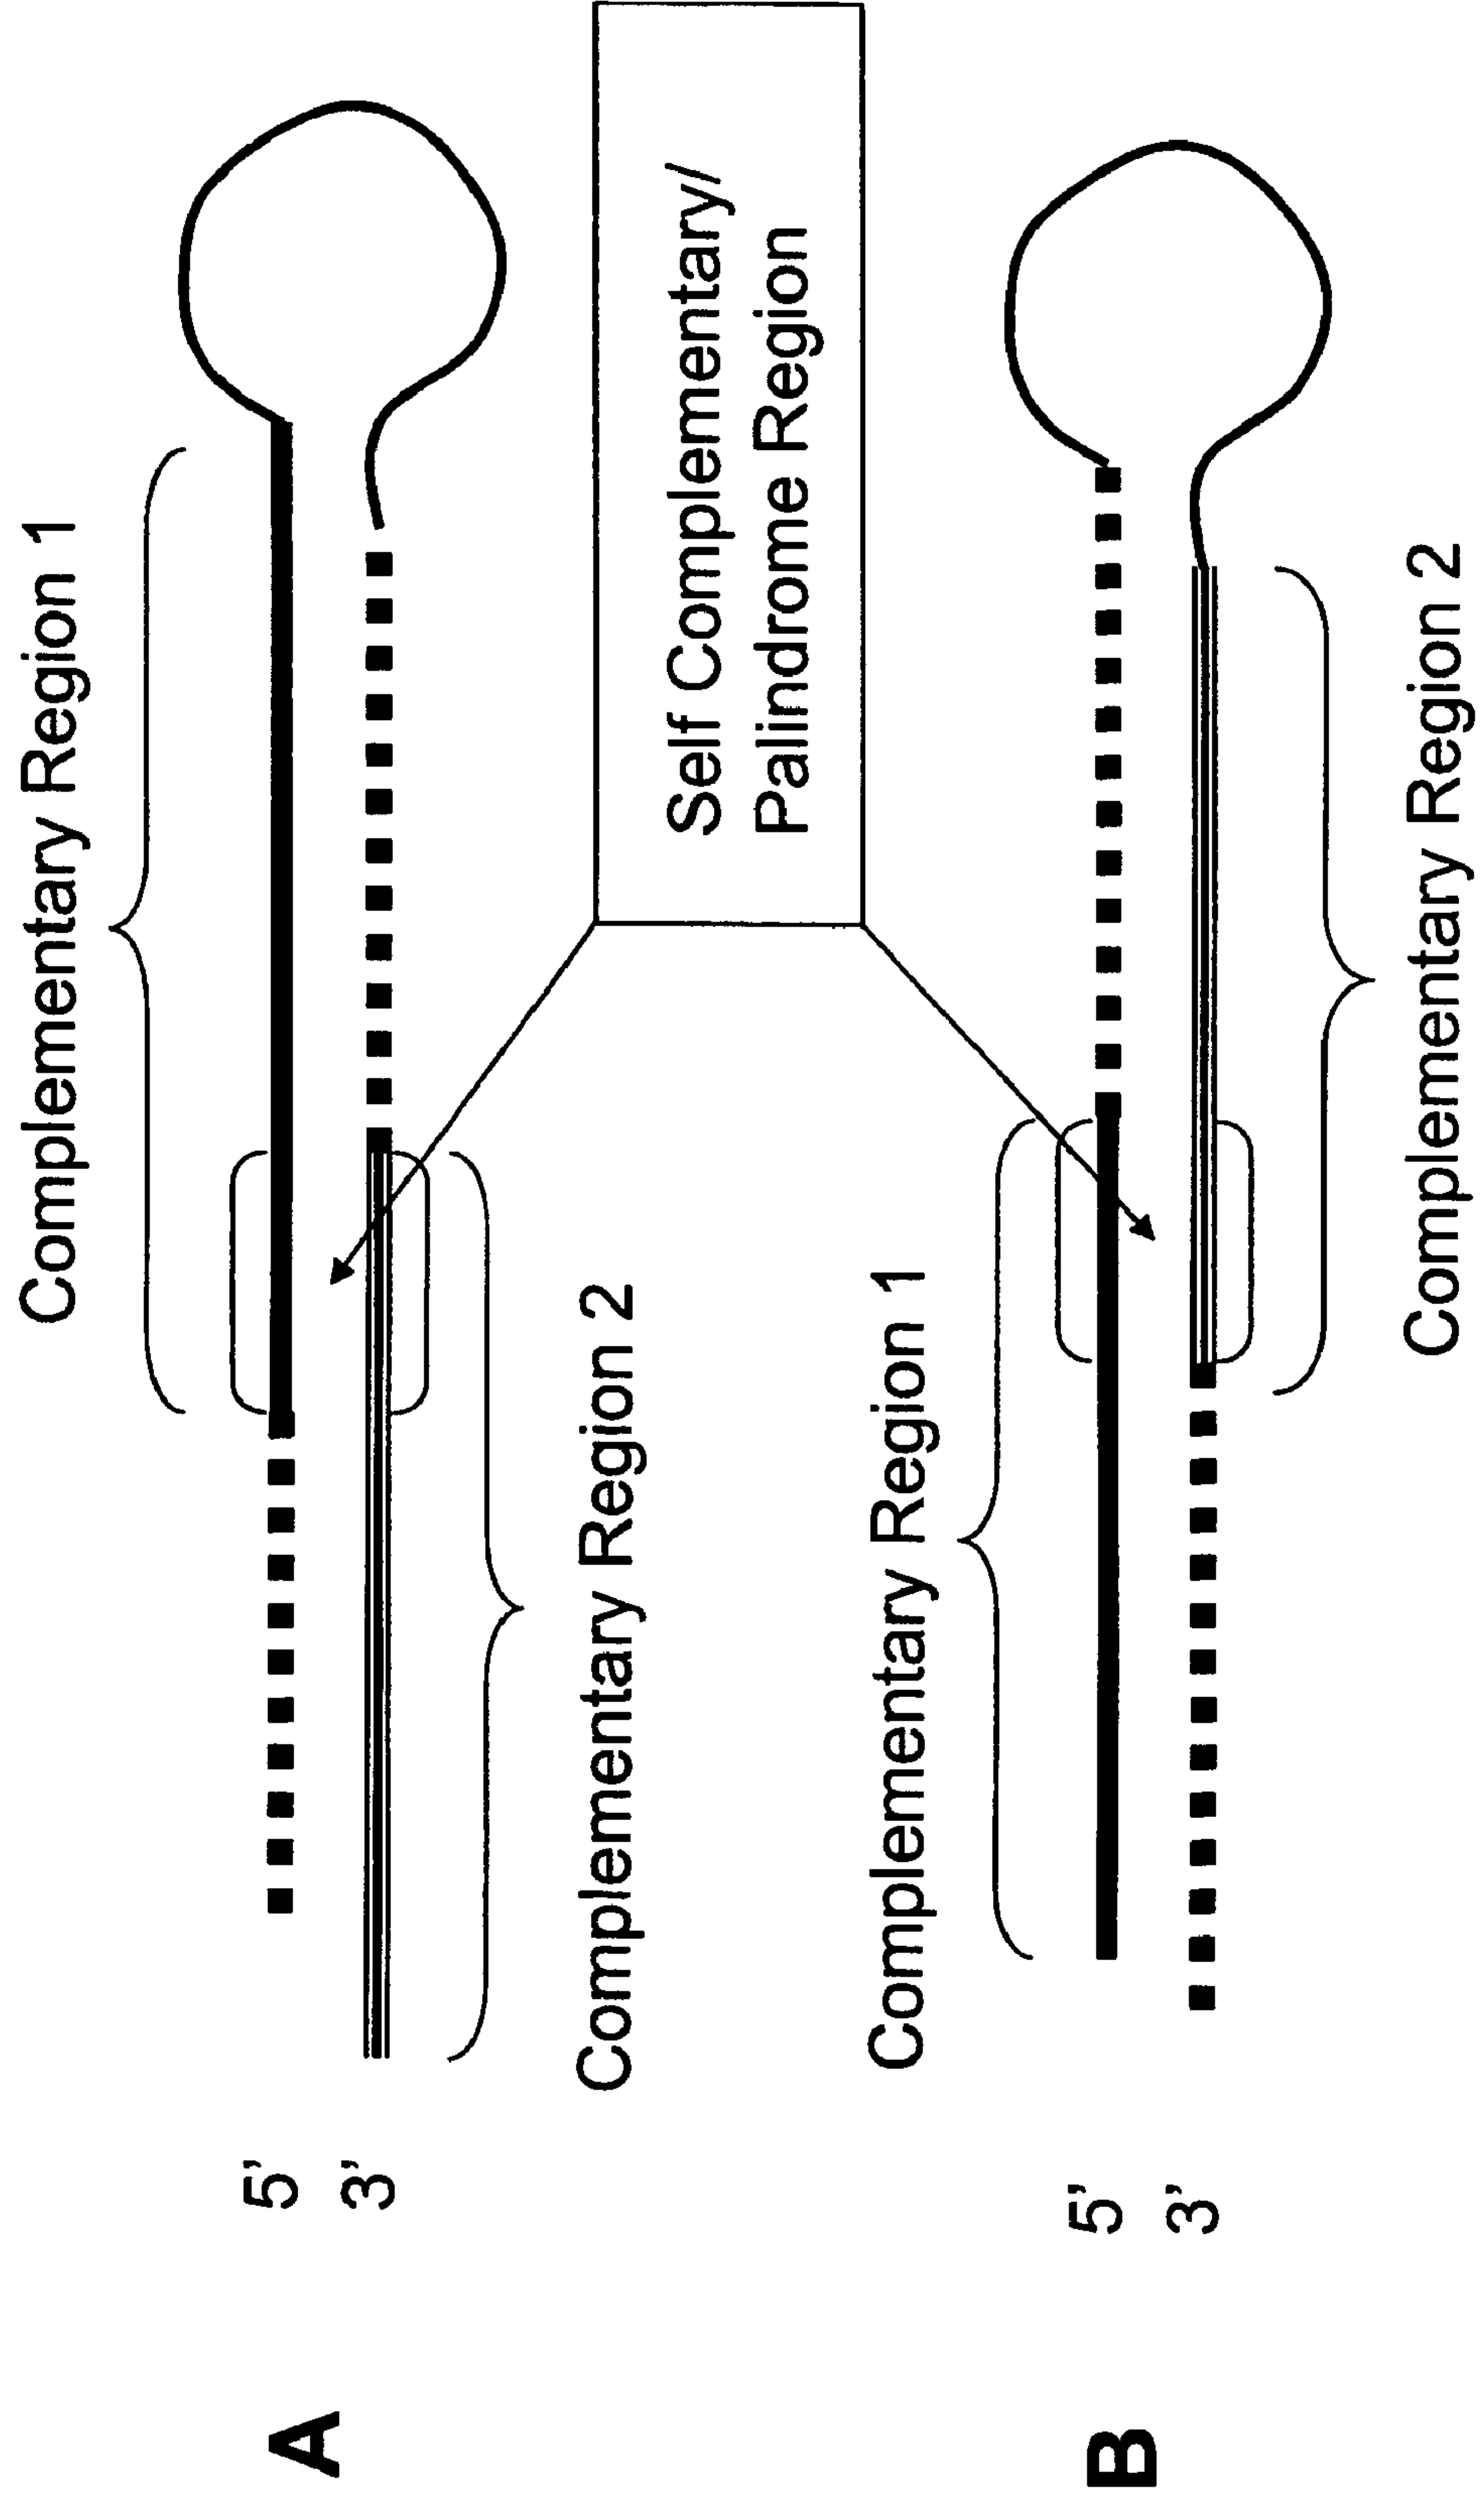 Complementary Region 1
A
5’
3’
Complementary Region 2
Self Complementary/
Palindrome Region
Complementary Region 1
B
5’
3’
Complementary Region 2